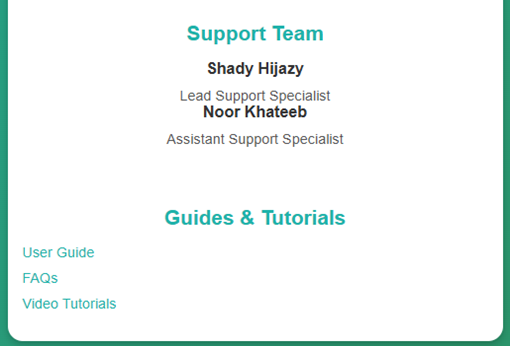 Support Team
Shady Hijazy
Lead Support Specialist
Noor Khateeb
Assistant Support Specialist
Guides & Tutorials
User Guide
FAQs
Video Tutorials